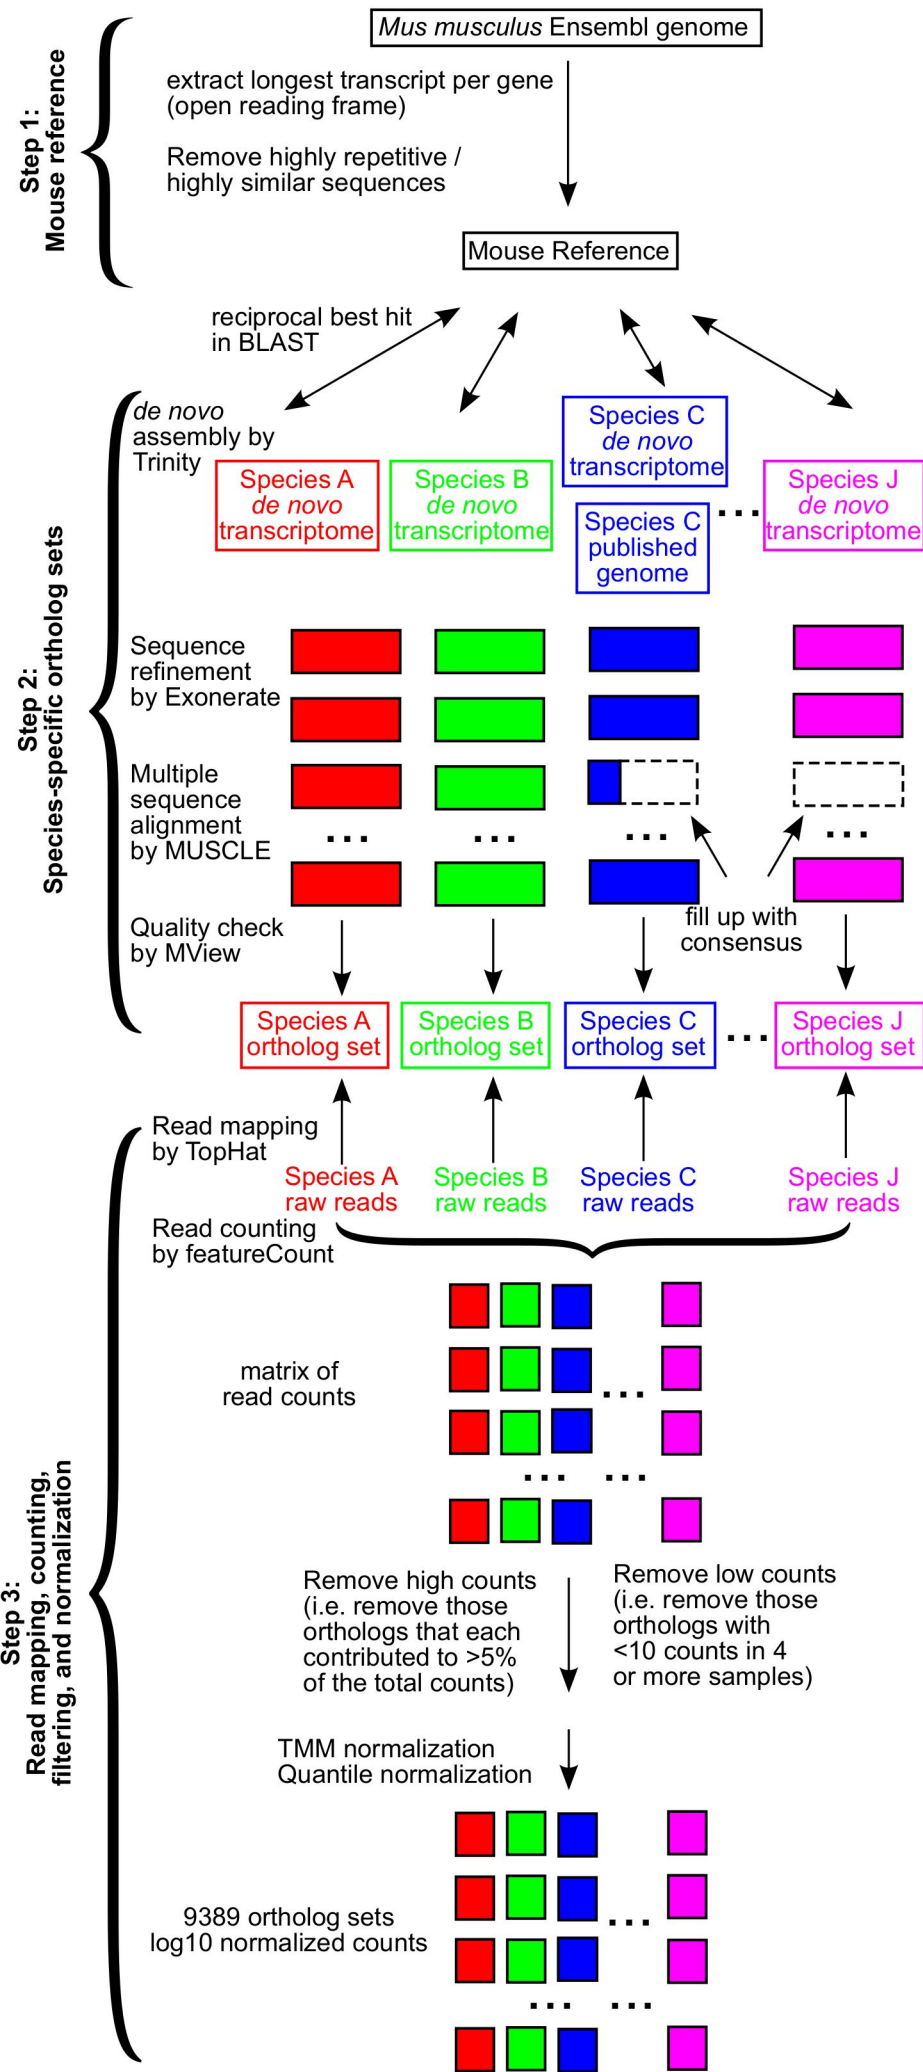 Mus musculus Ensembl genome
Step 1:
Mouse reference
extract longest transcript per gene
(open reading frame)
Remove highly repetitive /
highly similar sequences
Mouse Reference
reciprocal best hit
in BLAST
Step 2:
Species-specific ortholog sets
de novo
assembly by
Trinity
Species A
de novo
transcriptome
Species B
de novo
transcriptome
Species C
de novo
transcriptome
Species C
published
genome
...
Species J
de novo
transcriptome
Sequence
refinement
by Exonerate
Multiple
sequence
alignment
by MUSCLE
... ... ... ...
fill up with
consensus
Quality check
by MView
Species A
ortholog set
Species B
ortholog set
Species C
ortholog set
...
Species J
ortholog set
Step 3:
Read mapping, counting,
filtering, and normalization
Read mapping
by TopHat
Species A
raw reads
Species B
raw reads
Species C
raw reads
Species J
raw reads
Read counting
by featureCount
matrix of
read counts
...
... ...
Remove high counts
(i.e. remove those
orthologs that each
contributed to >5%
of the total counts)
Remove low counts
(i.e. remove those
orthologs with
<10 counts in 4
or more samples)
TMM normalization
Quantile normalization
9389 ortholog sets
log10 normalized counts
...
... ...